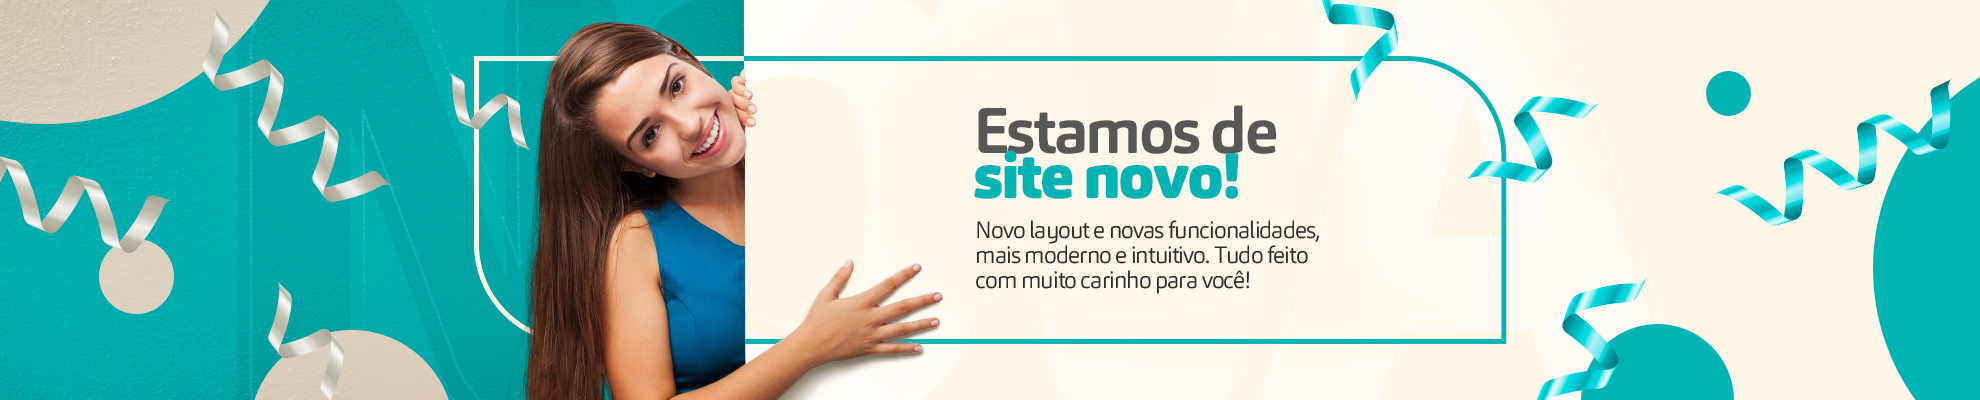 Estamos de
site novo!
Novo layout e novas funcionalidades,
mais moderno e intuitivo. Tudo feito
com muito carinho para você!